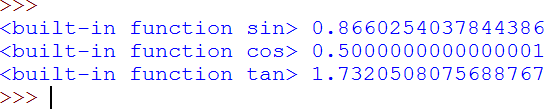 >>>
<built-in function sin> 0.8660254037844386
<built-in function cos> 0.5000000000000001
<built-in function tan> 1.7320508075688767
>>>